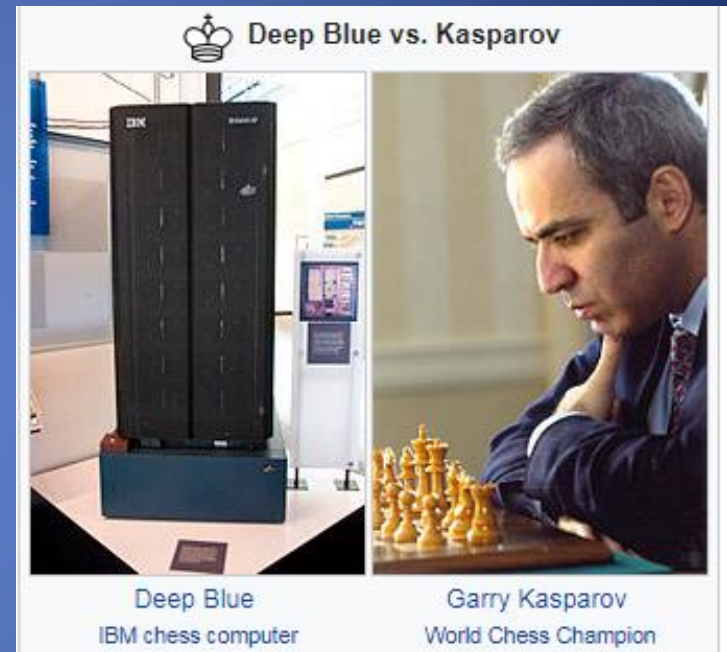 Deep Blue vs. Kasparov
IBM
Deep Blue
IBM chess computer
Garry Kasparov
World Chess Champion